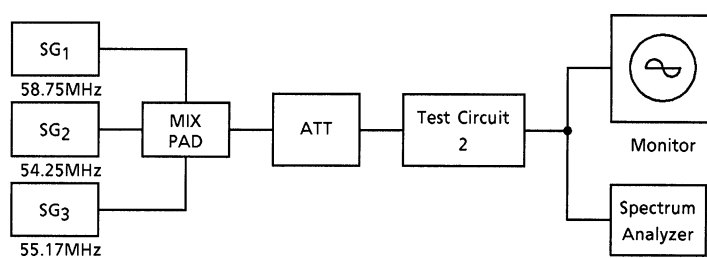 SG1
58.75MHz
SG2
54.25MHz
SG3
55.17MHz
MIX
PAD
ATT
Test Circuit
2
Monitor
Spectrum
Analyzer